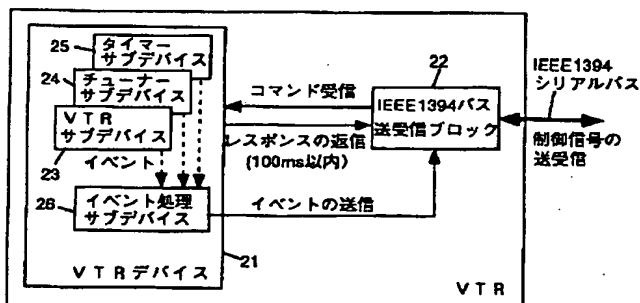 25
タイマー
サブデバイス
24
チューナー
サブデバイス
VTR
サブデバイス
23
イベント
26
イベント処理
サブデバイス
VTRデバイス
21
コマンド受信
レスポンスの返信
(100ms以内)
イベントの送信
22
IEEE1394バス
送受信ブロック
IEEE1394
シリアルバス
制御信号の
送受信
VTR